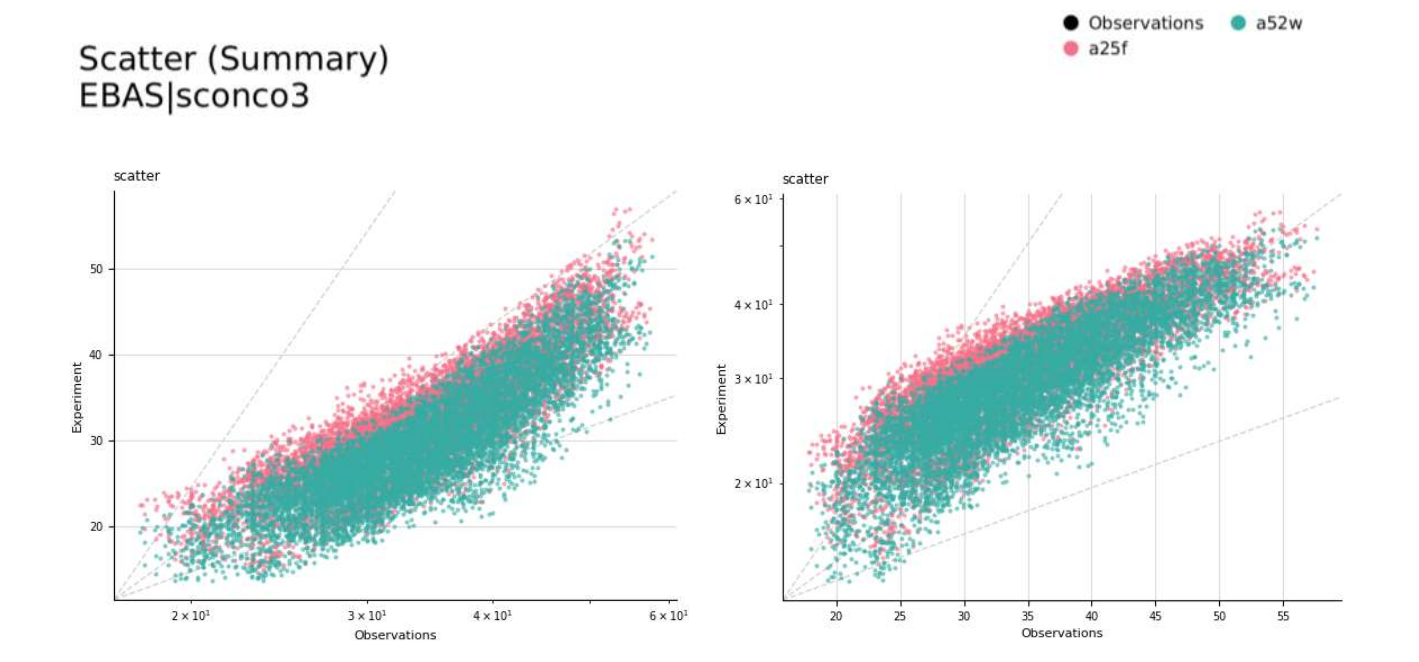 Observations
a52w
a25f
Scatter (Summary)
EBAS|sconco3
scatter
50
40
30
20
Experiment
2 × 10¹
3 × 10¹
4 × 10¹
6 × 10¹
Observations
scatter
6 × 10¹
4 × 10¹
3 × 10¹
2 × 10¹
Experiment
20
25
30
35
40
45
50
55
Observations